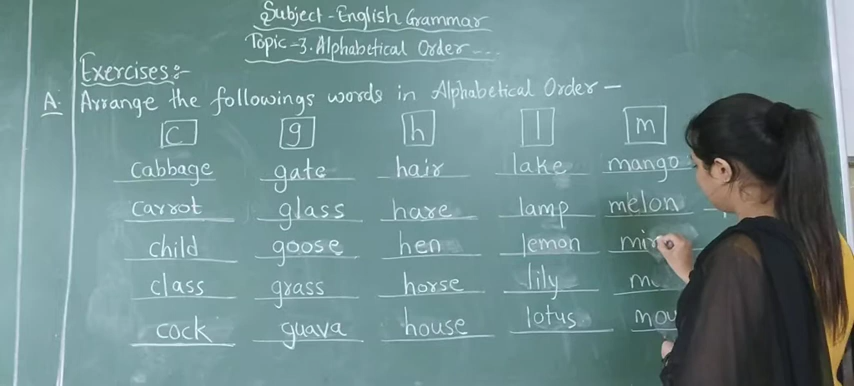 Subject - English Grammar
Topic - 3. Alphabetical Order - - -
Exercises:-
A. Arrange the followings words in Alphabetical Order -
c g h l m
cabbage gate hair lake mango
carrot glass hare lamp melon
child goose hen lemon
class grass horse lily
cock guava house lotus